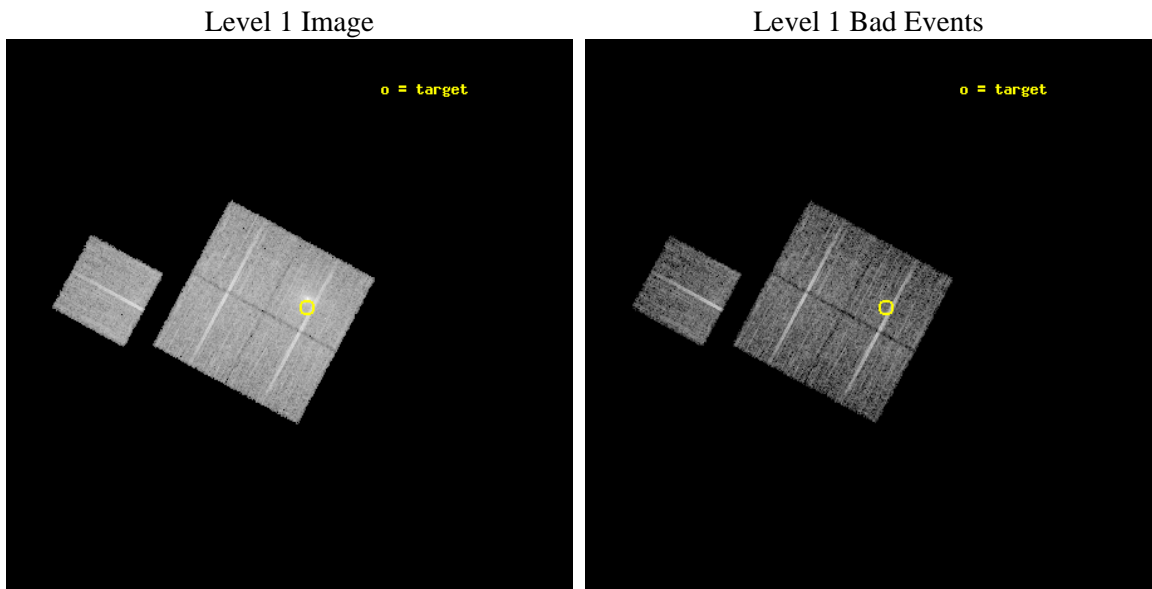 Level 1 Image
Level 1 Bad Events
o = target
o = target